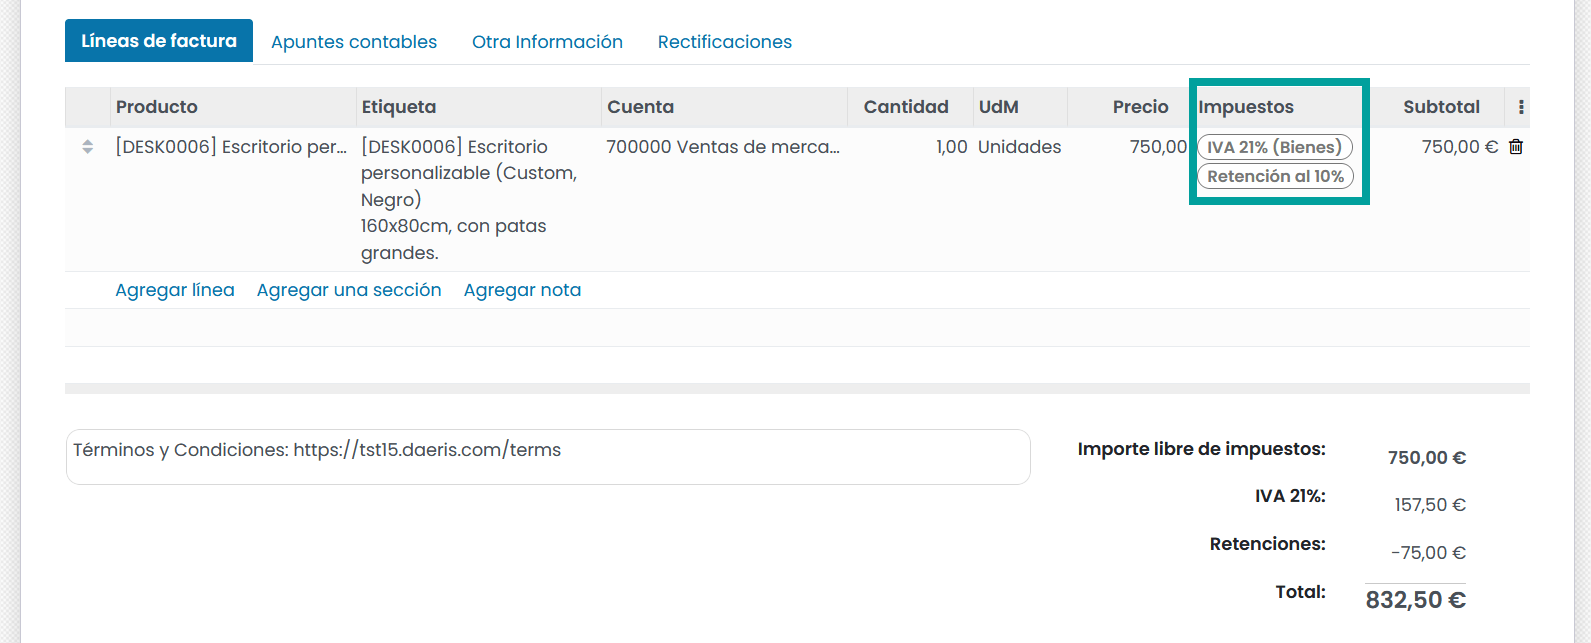 Líneas de factura Apuntes contables Otra Información Rectificaciones
Producto Etiqueta Cuenta Cantidad UdM Precio Impuestos Subtotal
[DESK0006] Escritorio per... [DESK0006] Escritorio 700000 Ventas de merca... 1,00 Unidades 750,00 IVA 21% (Bienes) 750,00 €
personalizable (Custom, Retención al 10%
Negro)
160x80cm, con patas
grandes.
Agregar línea Agregar una sección Agregar nota
Términos y Condiciones: https://tst15.daeris.com/terms
Importe libre de impuestos: 750,00 €
IVA 21%: 157,50 €
Retenciones: -75,00 €
Total: 832,50 €